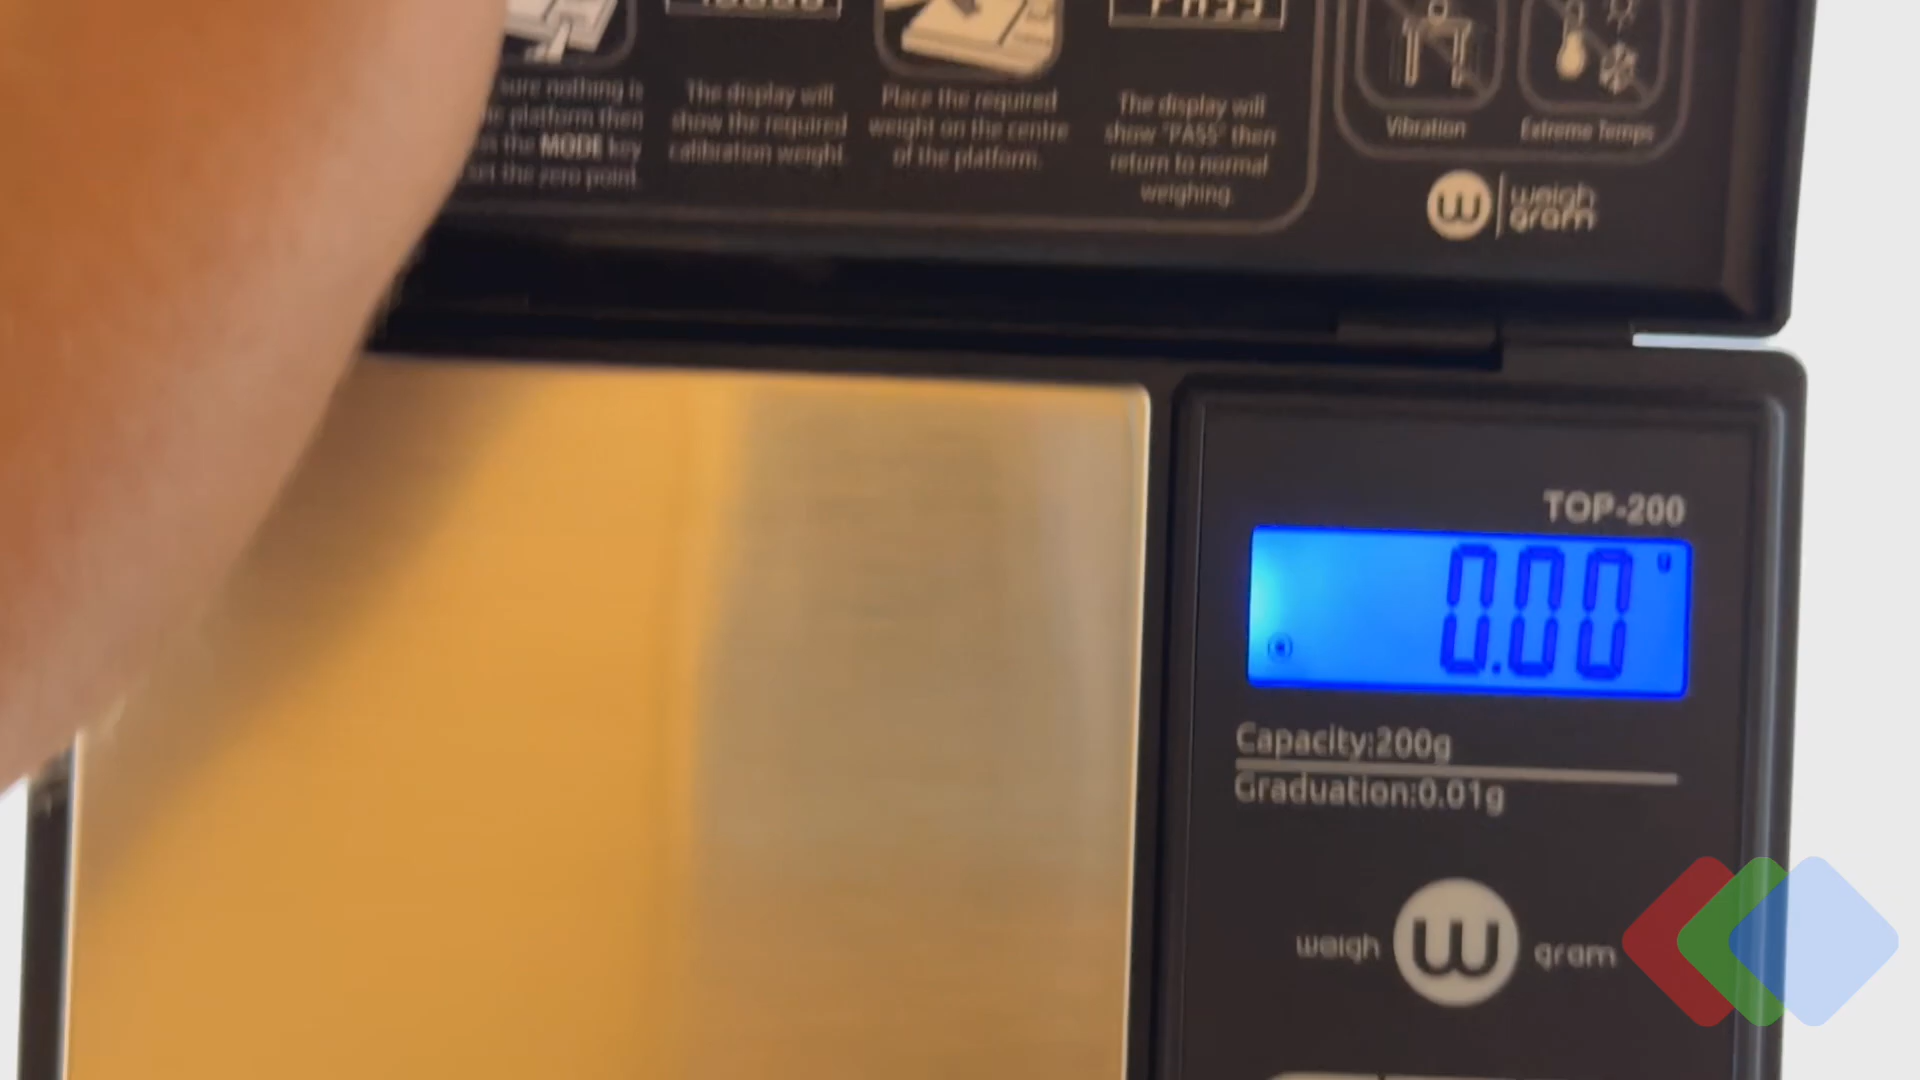 PASS
sure nothing is
platform then
the MODE key
set the zero point.
The display will
show the required
calibration weight.
Place the required
weight on the centre
of the platform.
The display will
show "PASS" then
return to normal
weighing.
Vibration
Extreme Temps
W weigh
gram
TOP-200
0.00 g
Capacity:200g
Graduation:0.01g
weigh W gram